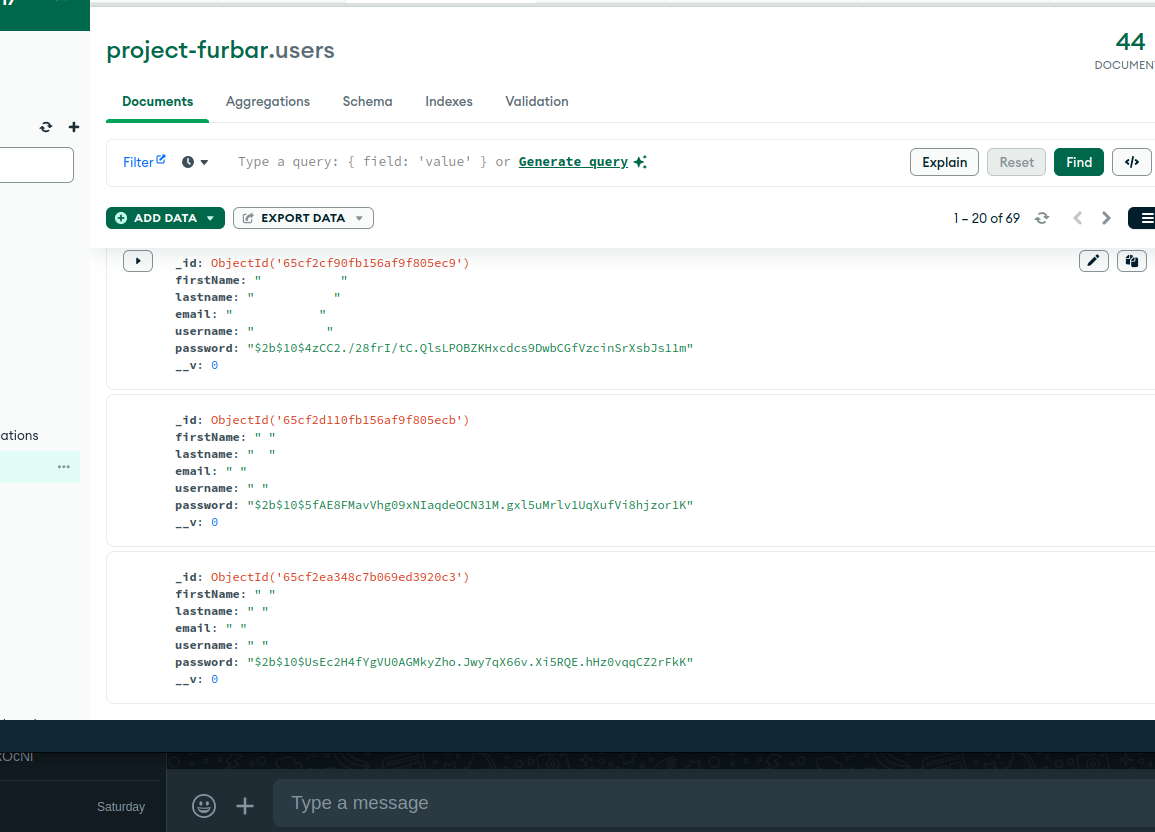 project-furbar.users
44
DOCUMEN
Documents Aggregations Schema Indexes Validation
Filter Type a query: { field: 'value' } or Generate query Explain Reset Find </>
ADD DATA EXPORT DATA 1 – 20 of 69
_id: ObjectId('65cf2cf90fb156af9f805ec9')
firstName: " "
lastname: " "
email: " "
username: " "
password: "$2b$10$4zCC2./28frI/tC.QlsLPOBZKHxcdcs9DwbCGfVzcinSrXsbJsl1m"
__v: 0
_id: ObjectId('65cf2d110fb156af9f805ecb')
firstName: " "
lastname: " "
email: " "
username: " "
password: "$2b$10$5fAE8FMavVhg09xNIaqdeOCN31M.gxl5uMrlv1UqXufVi8hjzor1K"
__v: 0
ations
_id: ObjectId('65cf2ea348c7b069ed3920c3')
firstName: " "
lastname: " "
email: " "
username: " "
password: "$2b$10$UsEc2H4fYgVU0AGMkyZho.Jwy7qX66v.Xi5RQE.hHz0vqqCZ2rFkK"
__v: 0
Saturday
Type a message